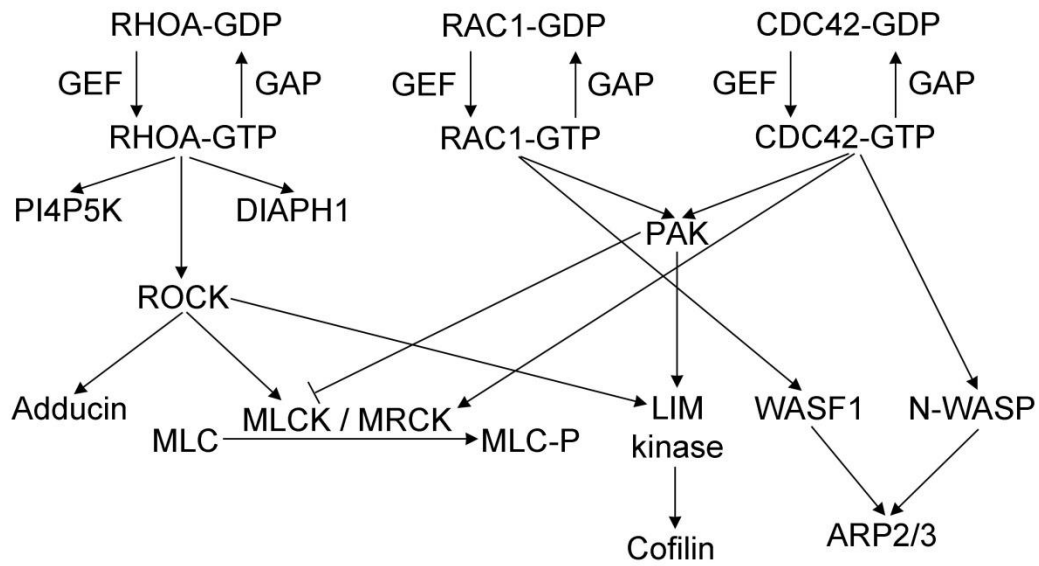 RHOA-GDP RAC1-GDP CDC42-GDP
GEF GAP GEF GAP GEF GAP
RHOA-GTP RAC1-GTP CDC42-GTP
PI4P5K DIAPH1
PAK
ROCK
Adducin MLCK / MRCK LIM WASF1 N-WASP
MLC MLC-P kinase
Cofilin ARP2/3